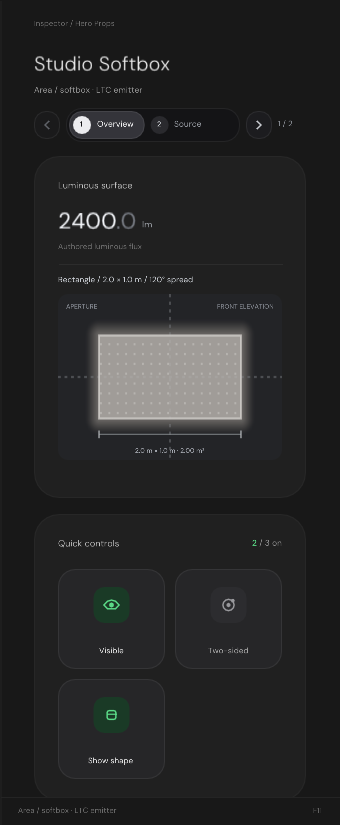 Inspector / Hero Props
Studio Softbox
Area / softbox · LTC emitter
1 Overview 2 Source 1 / 2
Luminous surface
2400.0 lm
Authored luminous flux
Rectangle / 2.0 × 1.0 m / 120° spread
APERTURE FRONT ELEVATION
2.0 m × 1.0 m · 2.00 m²
Quick controls 2 / 3 on
Visible Two-sided
Show shape
Area / softbox · LTC emitter